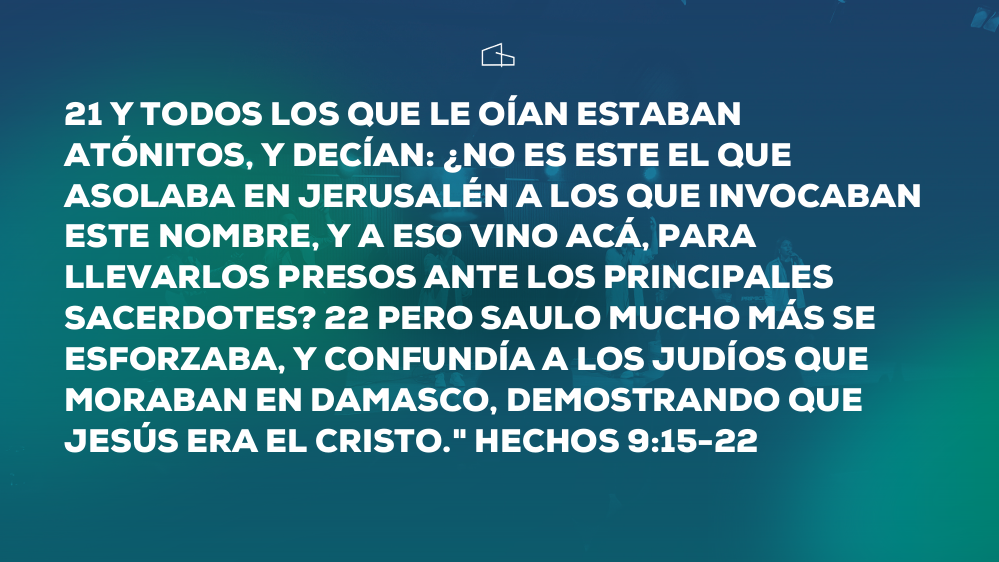 21 Y TODOS LOS QUE LE OÍAN ESTABAN
ATÓNITOS, Y DECÍAN: ¿NO ES ESTE EL QUE
ASOLABA EN JERUSALÉN A LOS QUE INVOCABAN
ESTE NOMBRE, Y A ESO VINO ACÁ, PARA
LLEVARLOS PRESOS ANTE LOS PRINCIPALES
SACERDOTES? 22 PERO SAULO MUCHO MÁS SE
ESFORZABA, Y CONFUNDÍA A LOS JUDÍOS QUE
MORABAN EN DAMASCO, DEMOSTRANDO QUE
JESÚS ERA EL CRISTO." HECHOS 9:15-22